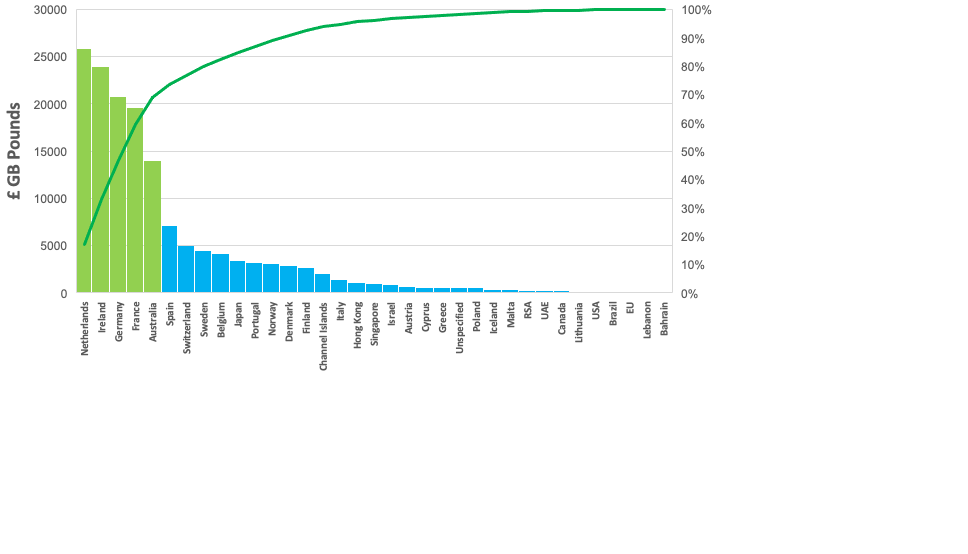 £ GB Pounds
30000
25000
20000
15000
10000
5000
0
100%
90%
80%
70%
60%
50%
40%
30%
20%
10%
0%
Netherlands
Ireland
Germany
France
Australia
Spain
Switzerland
Sweden
Belgium
Japan
Portugal
Norway
Denmark
Finland
Channel Islands
Italy
Hong Kong
Singapore
Israel
Austria
Cyprus
Greece
Unspecified
Poland
Iceland
Malta
RSA
UAE
Canada
Lithuania
USA
Brazil
EU
Lebanon
Bahrain